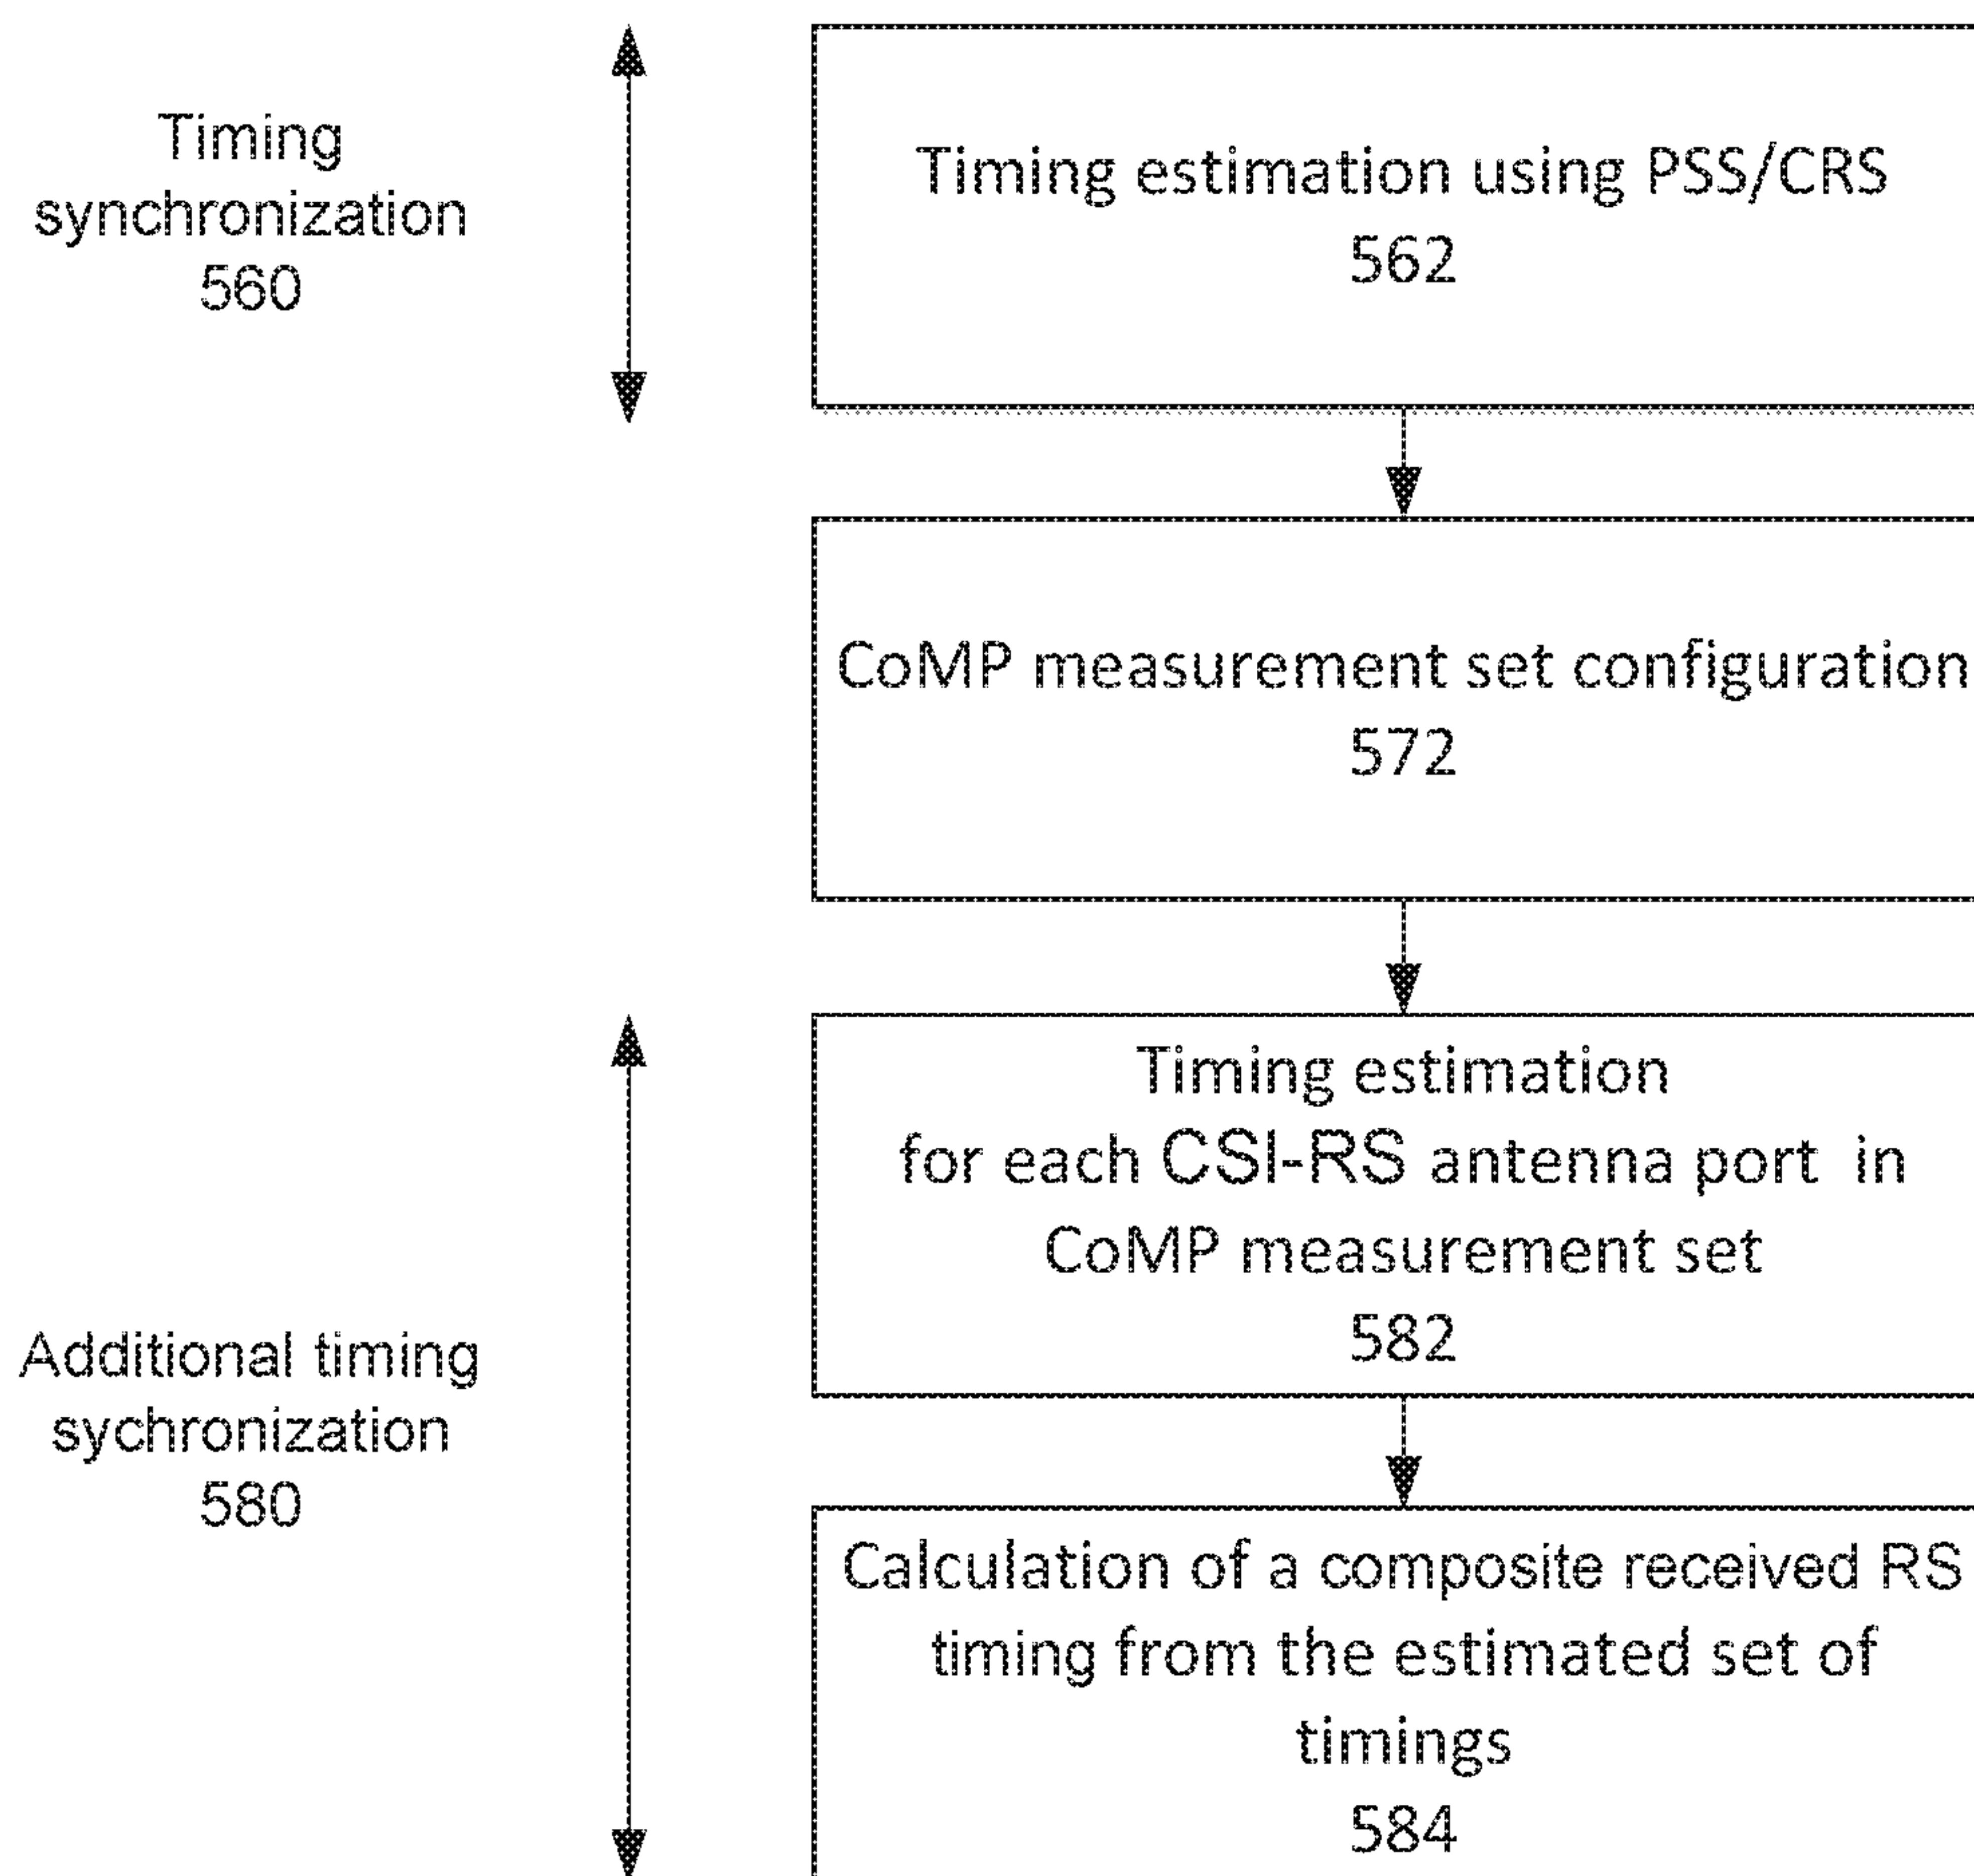 Timing
synchronization
560
Timing estimation using PSS/CRS
562
CoMP measurement set configuration
572
Additional timing
sychronization
580
Timing estimation
for each CSI-RS antenna port in
CoMP measurement set
582
Calculation of a composite received RS
timing from the estimated set of
timings
584